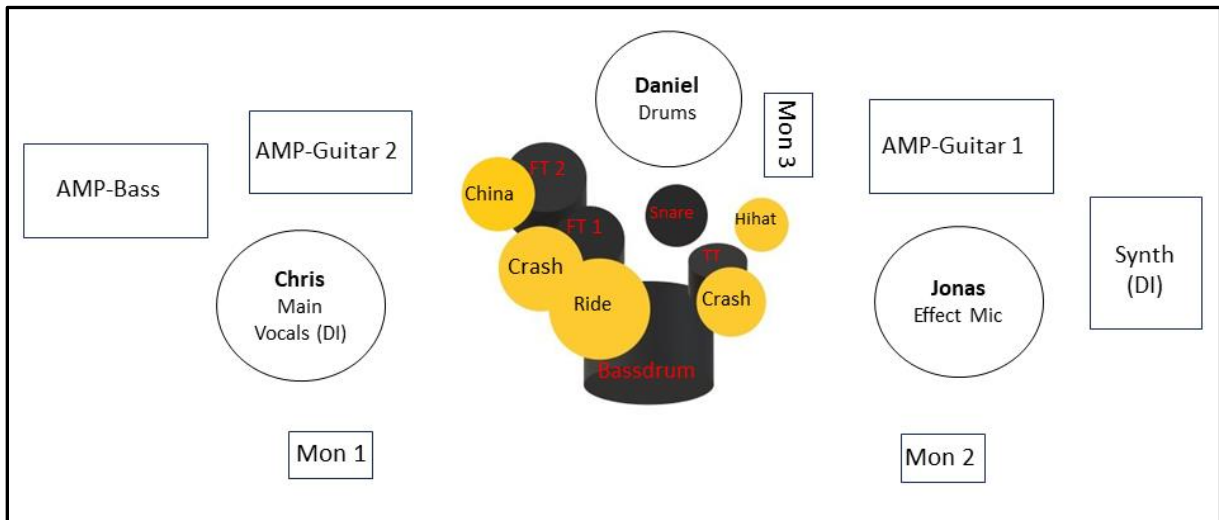 Daniel
Drums
Mon 3
AMP-Guitar 2
AMP-Guitar 1
AMP-Bass
FT 2
China
Snare
Hihat
FT 1
Crash
Ride
TT
Crash
Chris
Main
Vocals (DI)
Jonas
Effect Mic
Synth
(DI)
Bassdrum
Mon 1
Mon 2